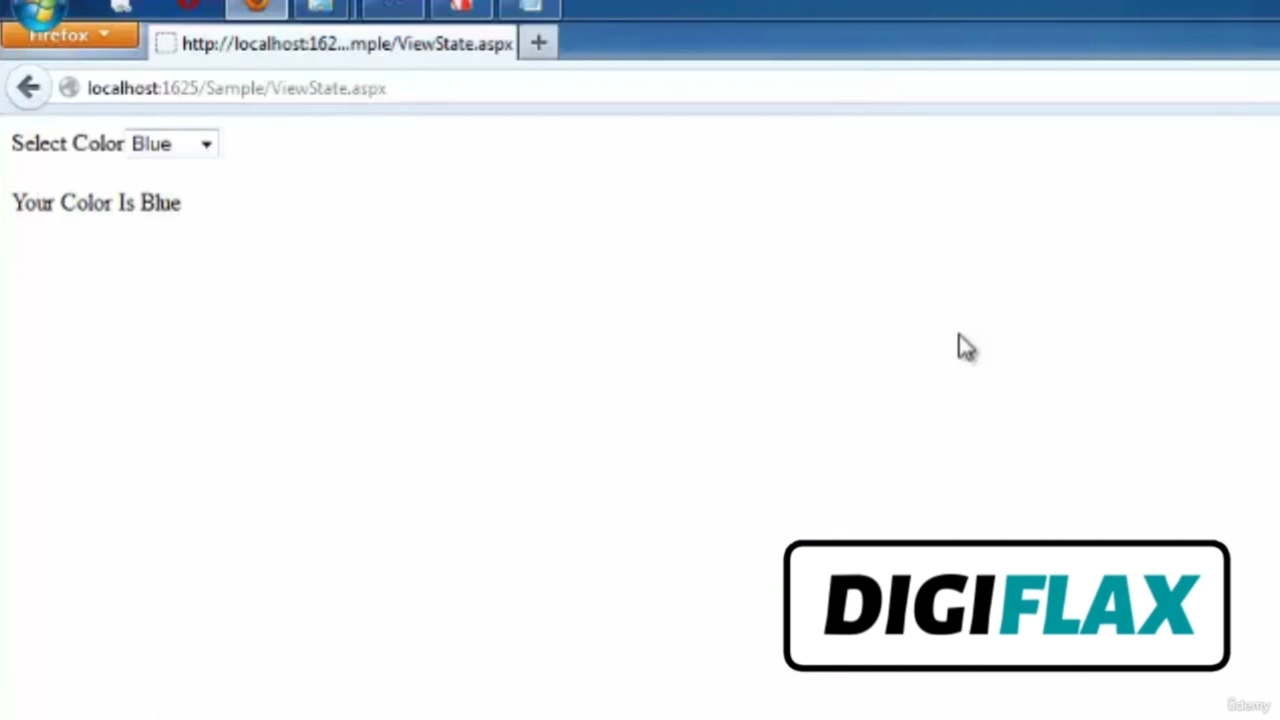 Firefox
http://localhost:162...mple/ViewState.aspx
localhost:1625/Sample/ViewState.aspx
Select Color Blue
Your Color Is Blue
DIGIFLAX
ûdemy